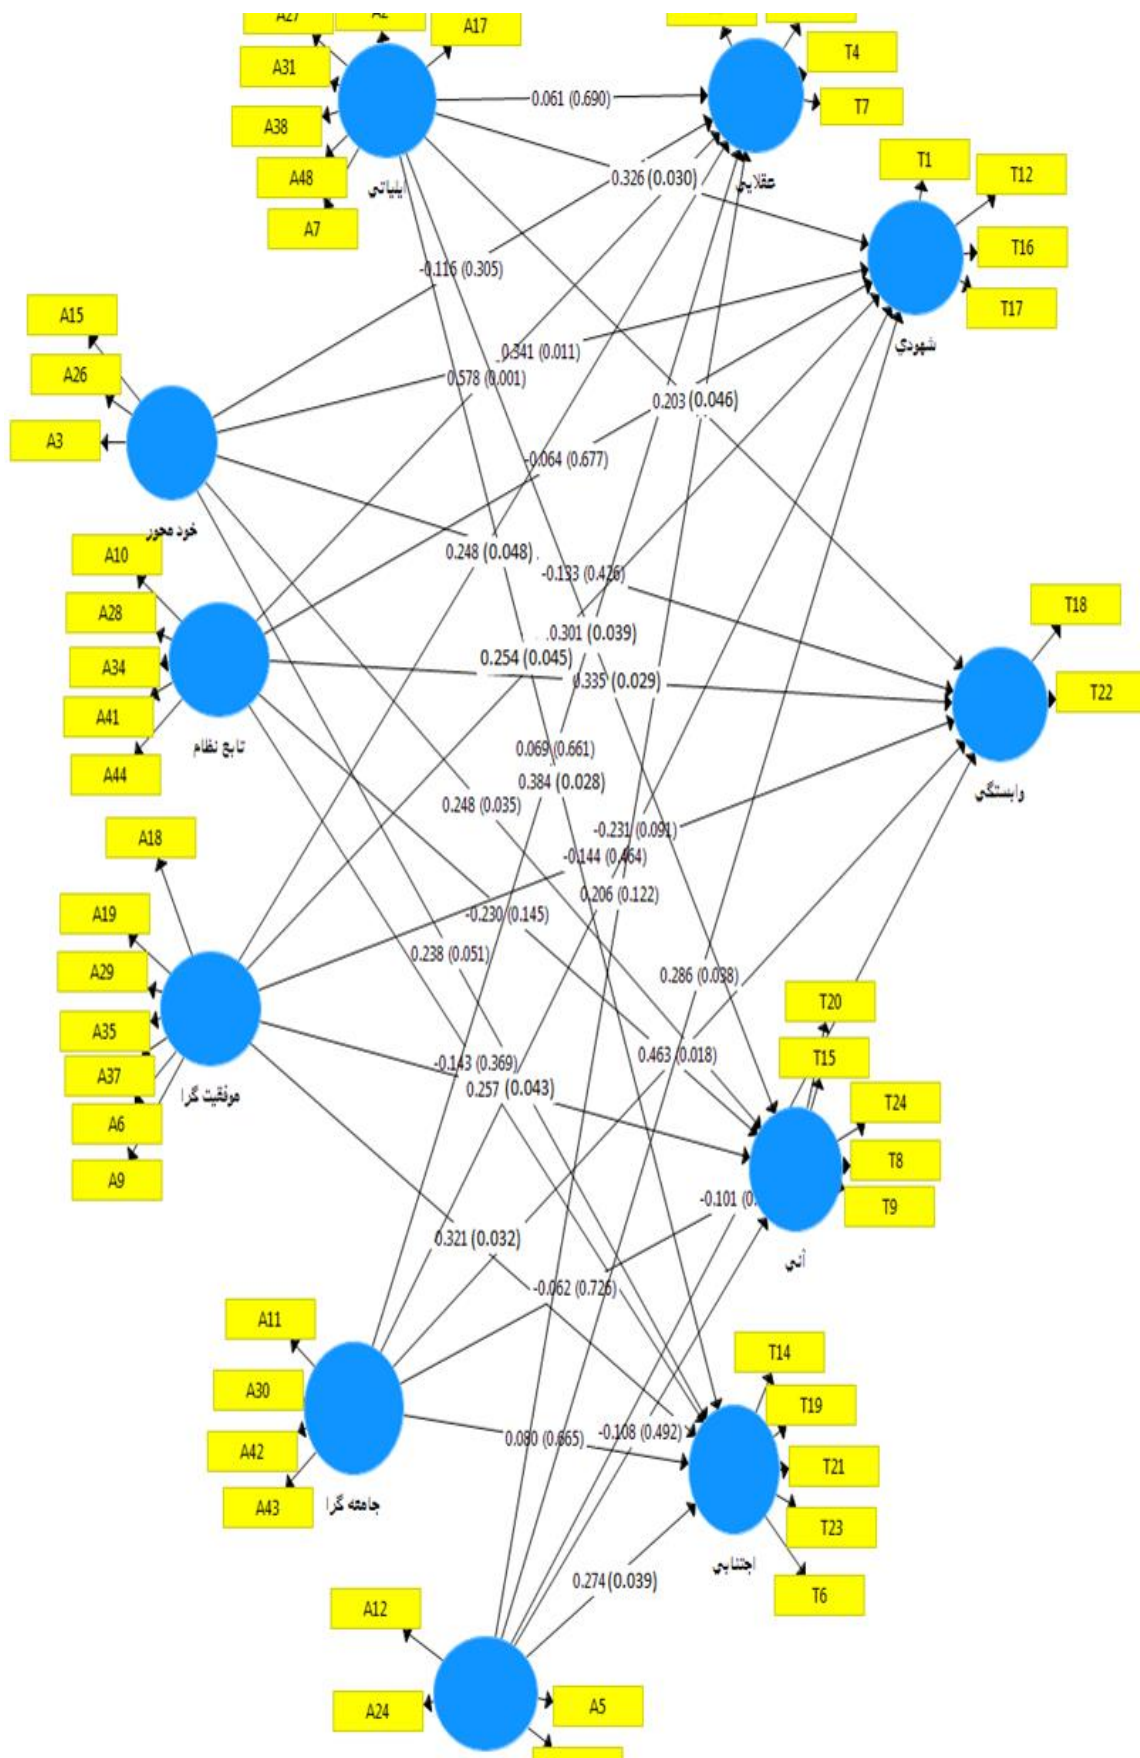 A17
T4
A31
T7
0.061 (0.690)
A38
T1
A48
T12
0.326 (0.030)
عقلایی
A7
T16
-0.116 (0.305)
A15
T17
شهودي
0.341 (0.011)
A26
0.578 (0.001)
0.203 (0.046)
A3
-0.064 (0.677)
خود محور
A10
0.248 (0.048)
-0.133 (0.426)
A28
T18
0.301 (0.039)
A34
0.254 (0.045)
0.335 (0.029)
T22
A41
تابع نظام
0.069 (0.661)
A44
0.384 (0.028)
وابستگي
0.248 (0.035)
-0.231 (0.091)
A18
-0.144 (0.464)
0.206 (0.122)
A19
-0.230 (0.145)
0.238 (0.051)
A29
0.286 (0.038)
T20
A35
0.463 (0.018)
T15
-0.143 (0.369)
A37
0.257 (0.043)
موفقیت گرا
T24
A6
T8
A9
-0.101
T9
0.321 (0.032)
آني
-0.062 (0.726)
A11
T14
A30
T19
-0.108 (0.492)
0.080 (0.665)
A42
T21
A43
جامعه گرا
T23
اجتنابي
0.274 (0.039)
T6
A12
A5
A24